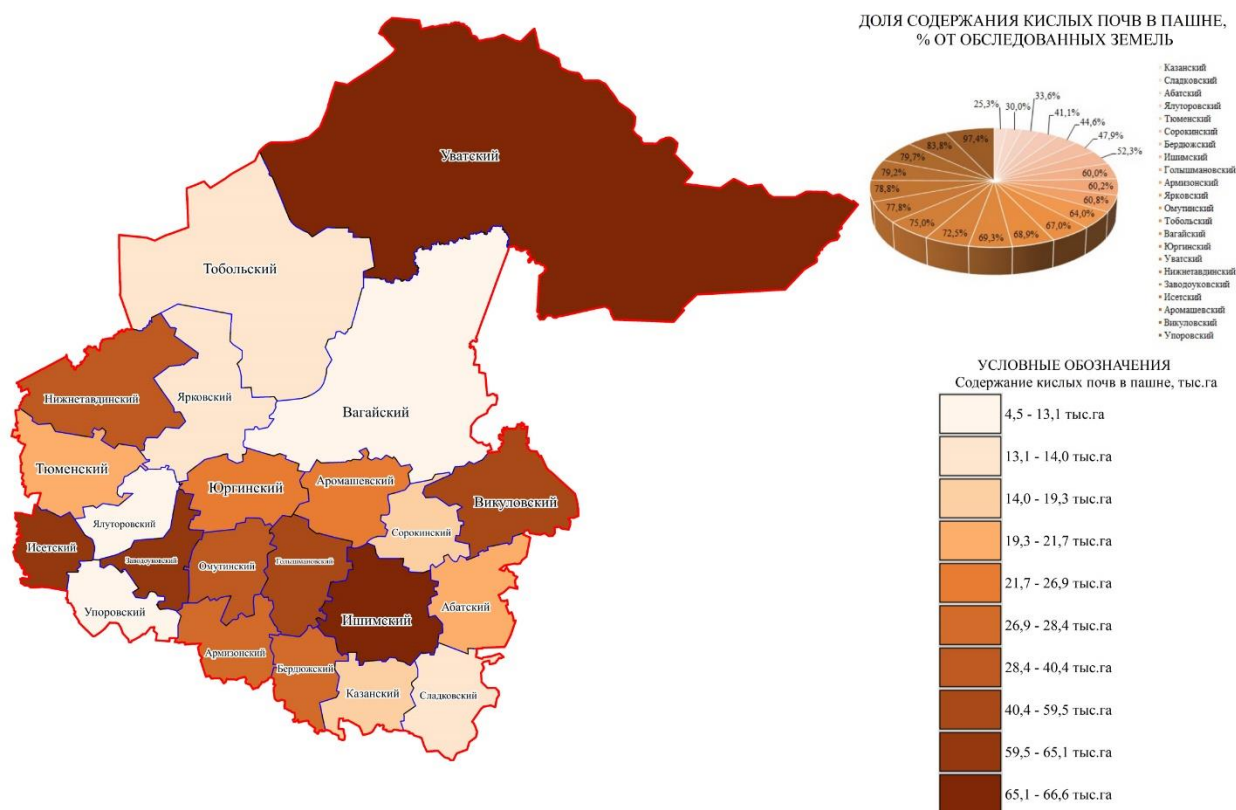 ДОЛЯ СОДЕРЖАНИЯ КИСЛЫХ ПОЧВ В ПАШНЕ,
% ОТ ОБСЛЕДОВАННЫХ ЗЕМЕЛЬ
25,3%
30,0%
33,6%
41,1%
44,6%
47,9%
52,3%
60,0%
60,2%
60,8%
64,0%
67,0%
68,9%
69,3%
72,5%
75,0%
77,8%
78,8%
79,2%
79,7%
83,8%
97,4%
Казанский
Сладковский
Абатский
Ялуторовский
Тюменский
Сорокинский
Бердюжский
Ишимский
Голышмановский
Армизонский
Ярковский
Омутинский
Тобольский
Вагайский
Юргинский
Уватский
Нижнетавдинский
Заводоуковский
Исетский
Аромашевский
Викуловский
Упоровский
Уватский
Тобольский
Нижнетавдинский
Ярковский
Вагайский
Тюменский
Юргинский
Аромашевский
Викуловский
Ялуторовский
Сорокинский
Исетский
Заводоуковский
Омутинский
Голышмановский
Упоровский
Ишимский
Абатский
Армизонский
Бердюжский
Казанский
Сладковский
УСЛОВНЫЕ ОБОЗНАЧЕНИЯ
Содержание кислых почв в пашне, тыс.га
4,5 - 13,1 тыс.га
13,1 - 14,0 тыс.га
14,0 - 19,3 тыс.га
19,3 - 21,7 тыс.га
21,7 - 26,9 тыс.га
26,9 - 28,4 тыс.га
28,4 - 40,4 тыс.га
40,4 - 59,5 тыс.га
59,5 - 65,1 тыс.га
65,1 - 66,6 тыс.га